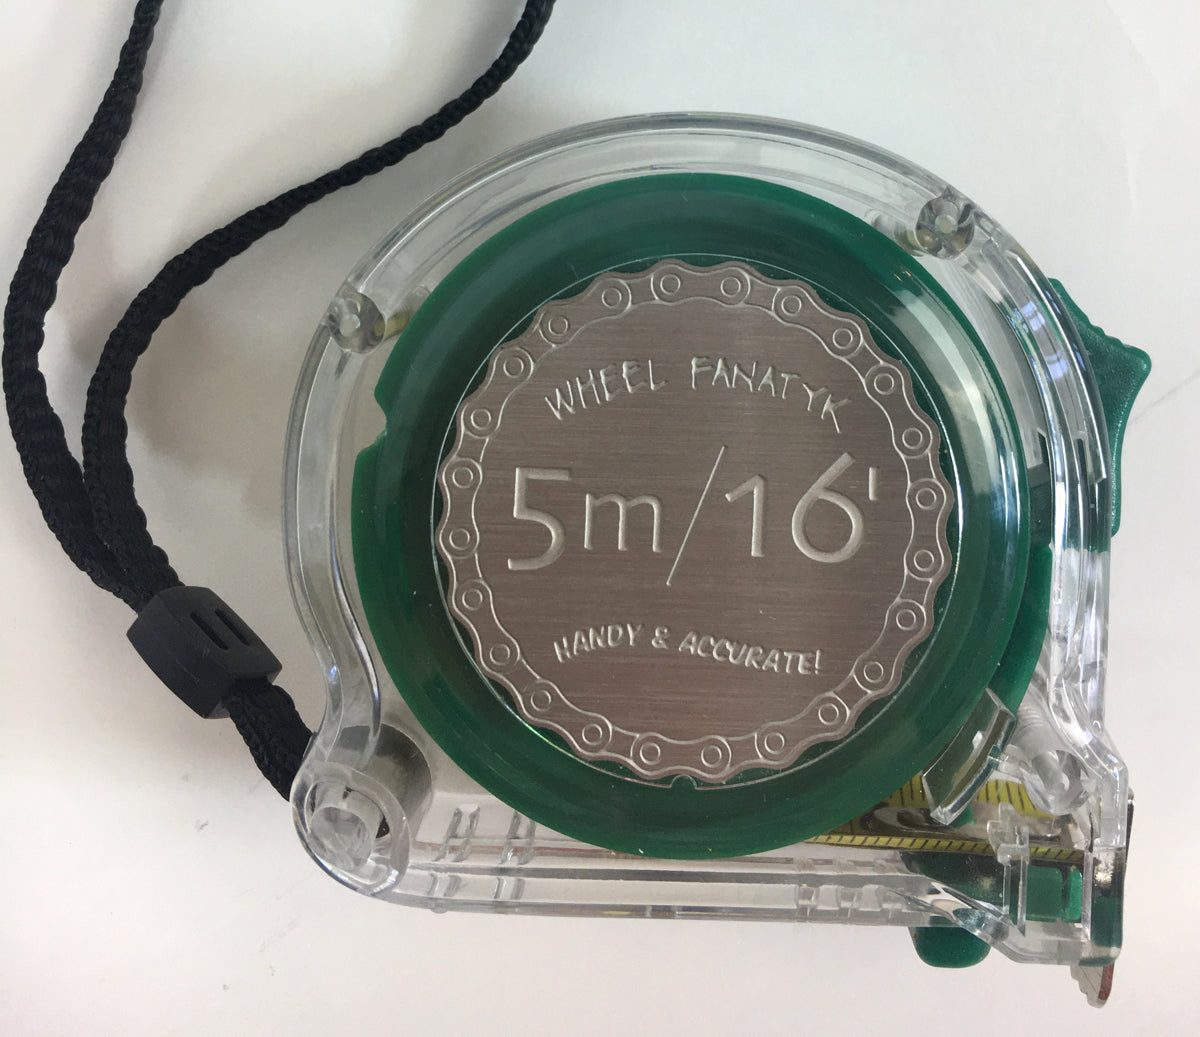 WHEEL FANATYK
5m/16'
HANDY & ACCURATE!